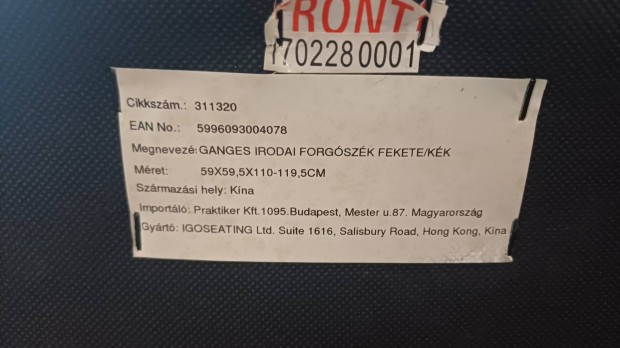 RONT
1702280001
Cikkszám.: 311320
EAN No.: 5996093004078
Megnevezé: GANGES IRODAI FORGÓSZÉK FEKETE/KÉK
Méret: 59X59,5X110-119,5CM
Származási hely: Kína
Importáló: Praktiker Kft.1095.Budapest, Mester u.87. Magyarország
Gyártó: IGOSEATING Ltd. Suite 1616, Salisbury Road, Hong Kong, Kína